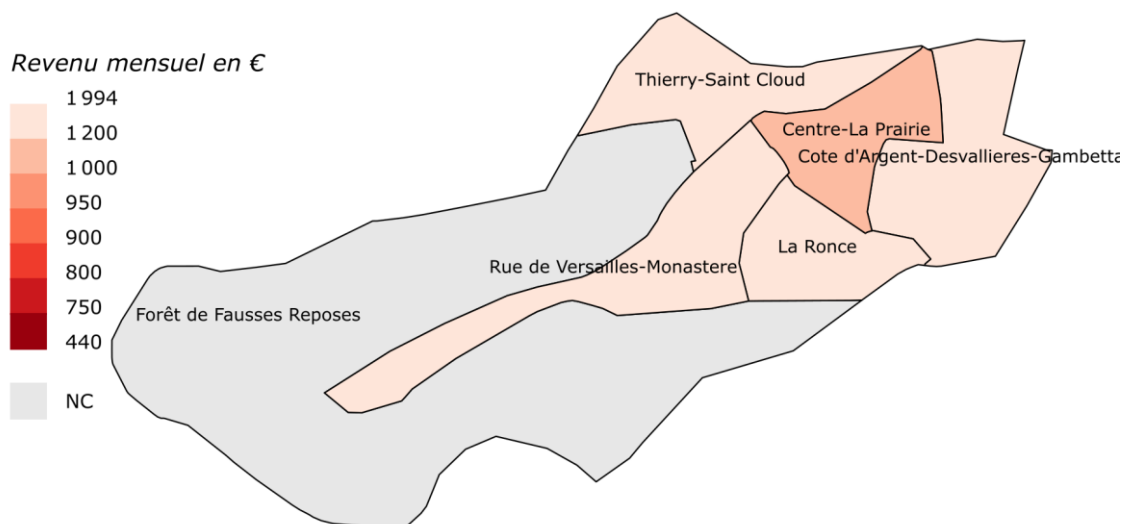 Revenu mensuel en €
1 994
1 200
1 000
950
900
800
750
440
NC
Thierry-Saint Cloud
Centre-La Prairie
Cote d'Argent-Desvallieres-Gambetta
La Ronce
Rue de Versailles-Monastere
Forêt de Fausses Reposes